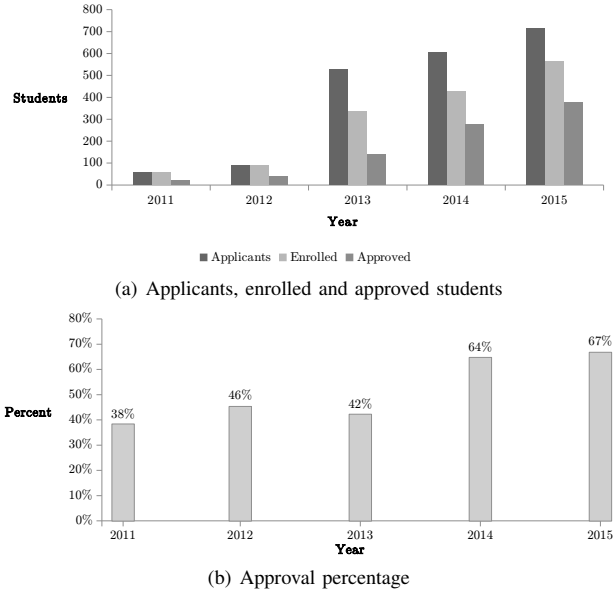 800
700
600
500
400
300
200
100
0
Students
2011 2012 2013 2014 2015
Year
Applicants Enrolled Approved
(a) Applicants, enrolled and approved students
80%
70%
60%
50%
40%
30%
20%
10%
0%
Percent
38% 46% 42% 64% 67%
2011 2012 2013 2014 2015
Year
(b) Approval percentage